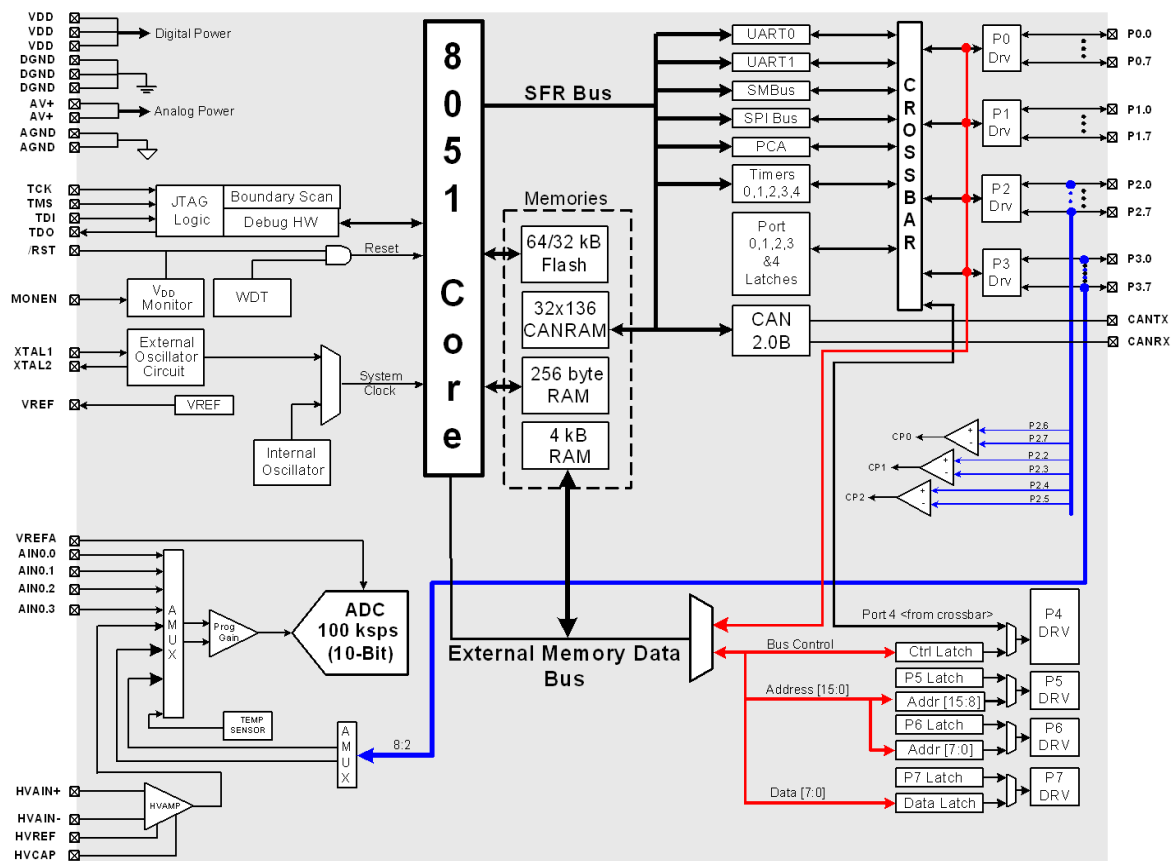 VDD
VDD
VDD
Digital Power
DGND
DGND
DGND
AV+
AV+
Analog Power
AGND
AGND
TCK
TMS
TDI
TDO
JTAG
Logic
Boundary Scan
Debug HW
/RST
Reset
MONEN
VDD
Monitor
WDT
XTAL1
XTAL2
External
Oscillator
Circuit
System
Clock
VREF
VREF
Internal
Oscillator
8051 Core
SFR Bus
Memories
64/32 kB
Flash
32x136
CANRAM
256 byte
RAM
4 kB
RAM
UART0
UART1
SMBus
SPI Bus
PCA
Timers
0,1,2,3,4
Port
0,1,2,3
&4
Latches
CAN
2.0B
CROSSBAR
P0
Drv
P1
Drv
P2
Drv
P3
Drv
P0.0
P0.7
P1.0
P1.7
P2.0
P2.7
P3.0
P3.7
CANTX
CANRX
CP0
+
-
P2.6
P2.7
CP1
+
-
P2.2
P2.3
CP2
+
-
P2.4
P2.5
VREFA
AIN0.0
AIN0.1
AIN0.2
AIN0.3
AMUX
Prog
Gain
ADC
100 ksps
(10-Bit)
TEMP
SENSOR
AMUX
8:2
HVAIN+
HVAIN-
HVREF
HVCAP
HVAMP
External Memory Data
Bus
Port 4 <from crossbar>
Bus Control
Ctrl Latch
P4
DRV
Address [15:0]
P5 Latch
Addr [15:8]
P5
DRV
P6 Latch
Addr [7:0]
P6
DRV
Data [7:0]
P7 Latch
Data Latch
P7
DRV